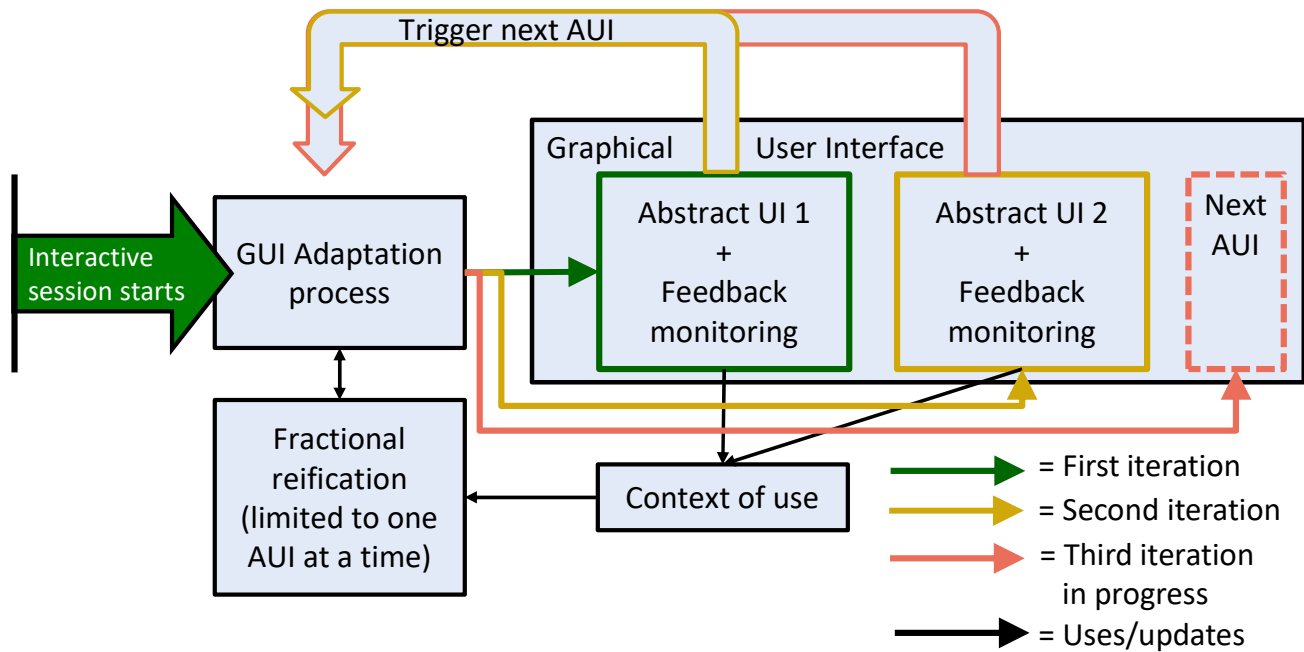 Trigger next AUI
Graphical User Interface
Interactive
session starts
GUI Adaptation
process
Abstract UI 1
+
Feedback
monitoring
Abstract UI 2
+
Feedback
monitoring
Next
AUI
Fractional
reification
(limited to one
AUI at a time)
Context of use
= First iteration
= Second iteration
= Third iteration
in progress
= Uses/updates